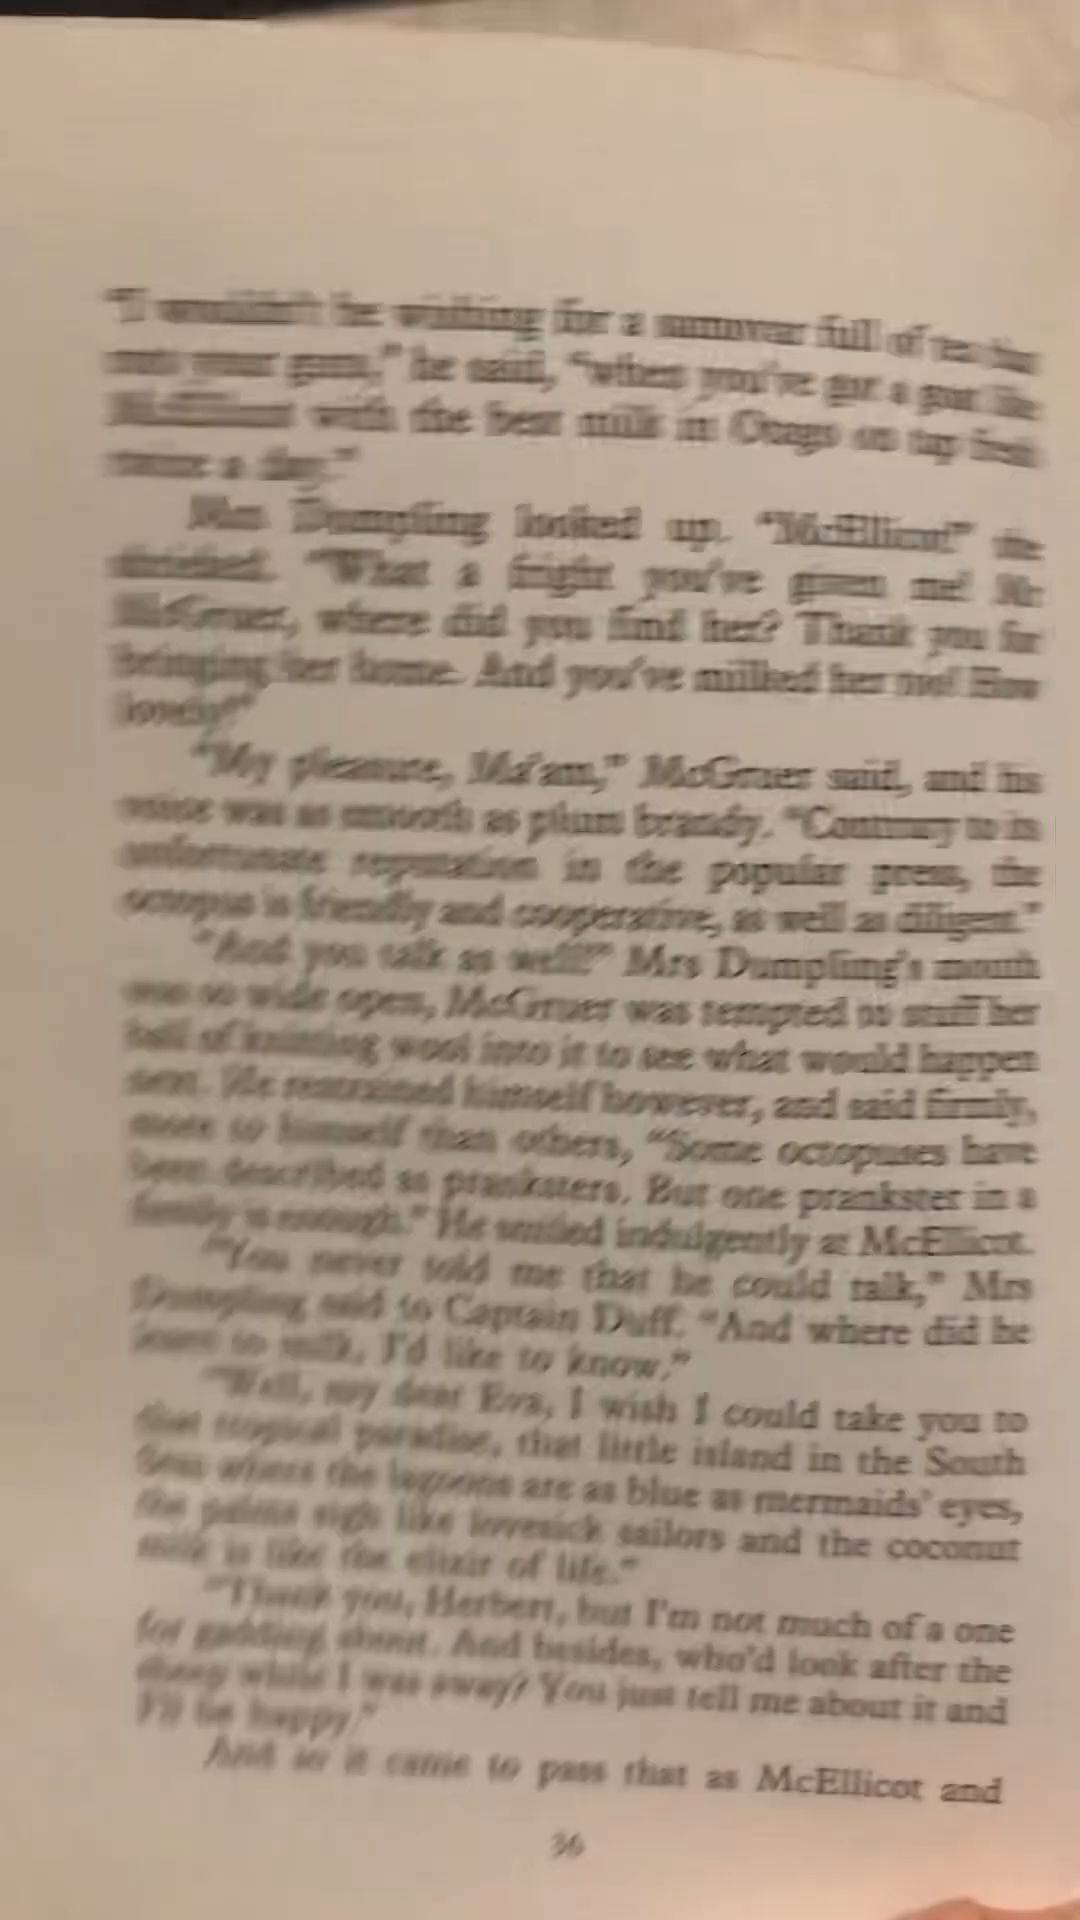 "I wouldn't be wishing for a samovar full of tea
your gum," he said, "when you've got a goat like
McEllicot with the best milk in Otago on tap fresh
twice a day."
Mrs Dumpling looked up. "McEllicot!" she
shrieked. "What a fright you've given me! Mr
McGruer, where did you find her? Thank you for
bringing her home. And you've milked her too! How
lovely!"
"My pleasure, Ma'am," McGruer said, and his
voice was as smooth as plum brandy. "Contrary to its
unfortunate reputation in the popular press, the
octopus is friendly and cooperative, as well as diligent."
"And you talk as well!" Mrs Dumpling's mouth
was so wide open, McGruer was tempted to stuff her
ball of knitting wool into it to see what would happen
next. He restrained himself however, and said firmly,
more to himself than others, "Some octopuses have
been described as pranksters. But one prankster in a
family is enough." He smiled indulgently at McEllicot.
"You never told me that he could talk," Mrs
Dumpling said to Captain Duff. "And where did he
learn to milk, I'd like to know."
"Well, my dear Eva, I wish I could take you to
that tropical paradise, that little island in the South
Seas where the lagoons are as blue as mermaids' eyes,
the palms sigh like lovesick sailors and the coconut
milk is like the elixir of life."
"Thank you, Herbert, but I'm not much of a one
for gadding about. And besides, who'd look after the
sheep while I was away? You just tell me about it and
I'll be happy."
And so it came to pass that as McEllicot and
36